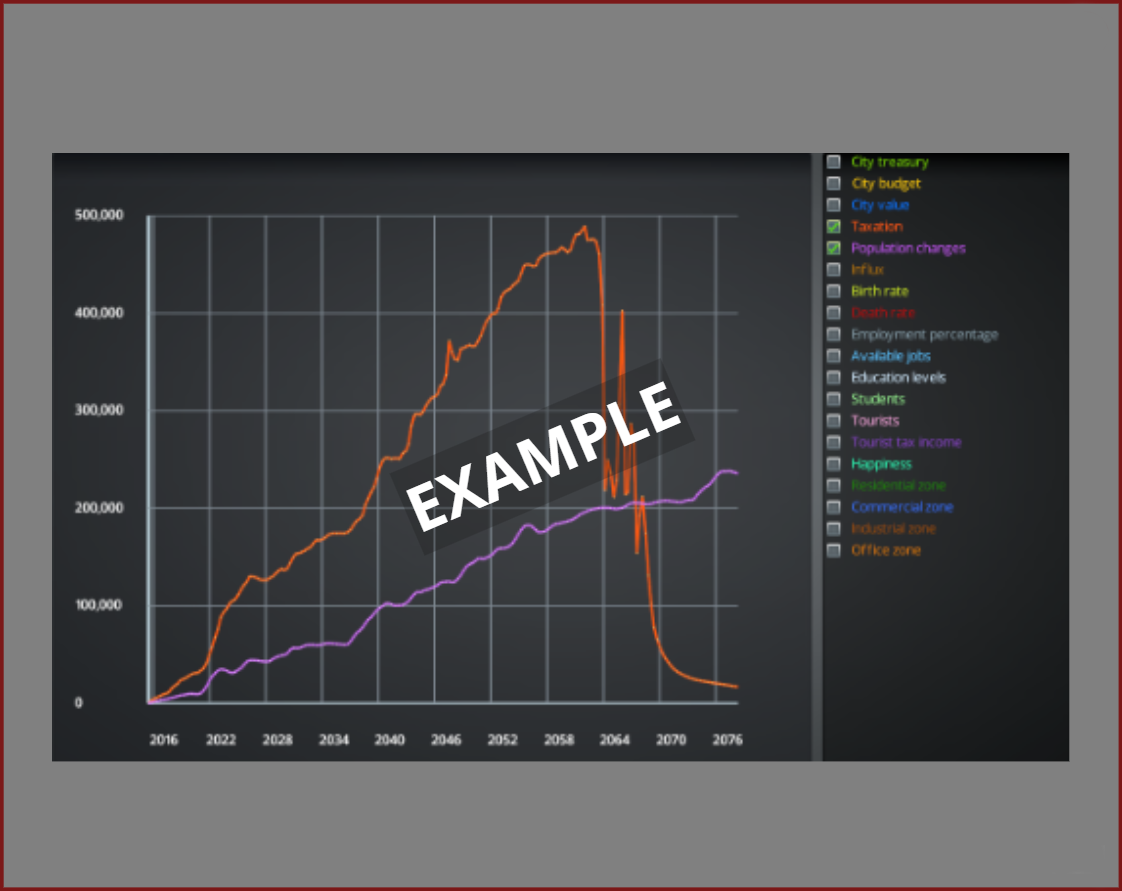 City treasury
City budget
City value
Taxation
Population changes
Influx
Birth rate
Death rate
Employment percentage
Available jobs
Education levels
Students
Tourists
Tourist tax income
Happiness
Residential zone
Commercial zone
Industrial zone
Office zone
500,000
400,000
300,000
200,000
100,000
0
2016 2022 2028 2034 2040 2046 2052 2058 2064 2070 2076
EXAMPLE